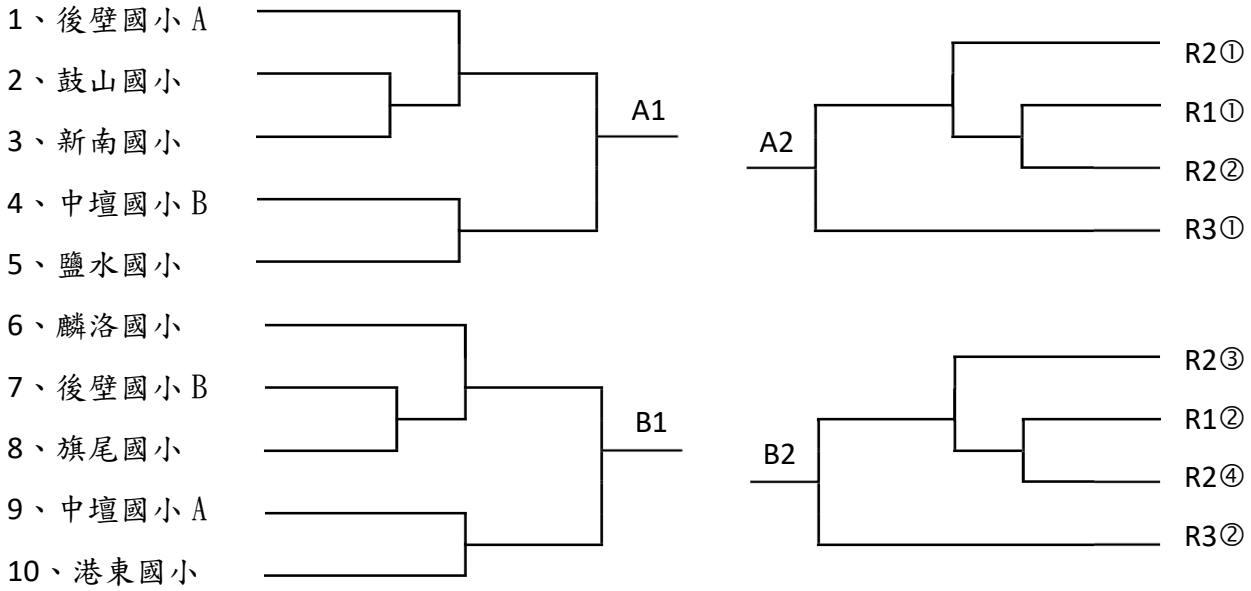 1、後壁國小 A
2、鼓山國小
3、新南國小
4、中壇國小 B
5、鹽水國小
6、麟洛國小
7、後壁國小 B
8、旗尾國小
9、中壇國小 A
10、港東國小
A1
B1
A2
B2
R2①
R1①
R2②
R3①
R2③
R1②
R2④
R3②